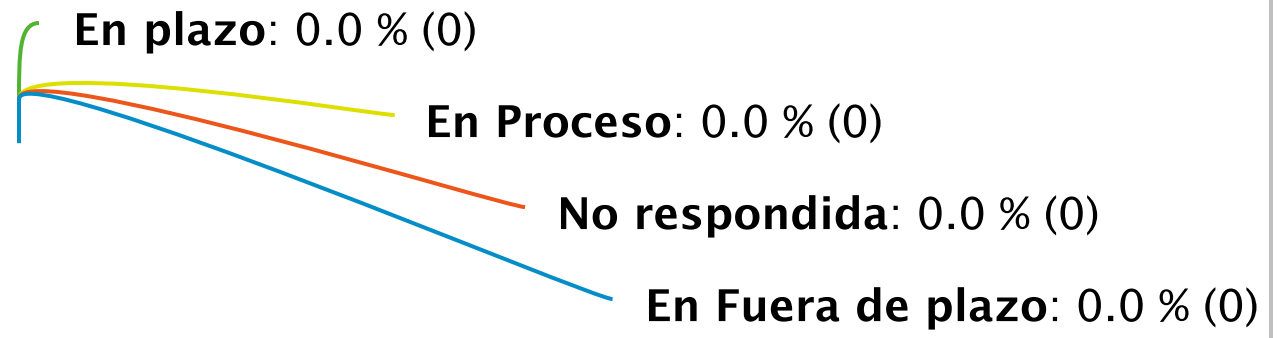 En plazo: 0.0 % (0)
En Proceso: 0.0 % (0)
No respondida: 0.0 % (0)
En Fuera de plazo: 0.0 % (0)